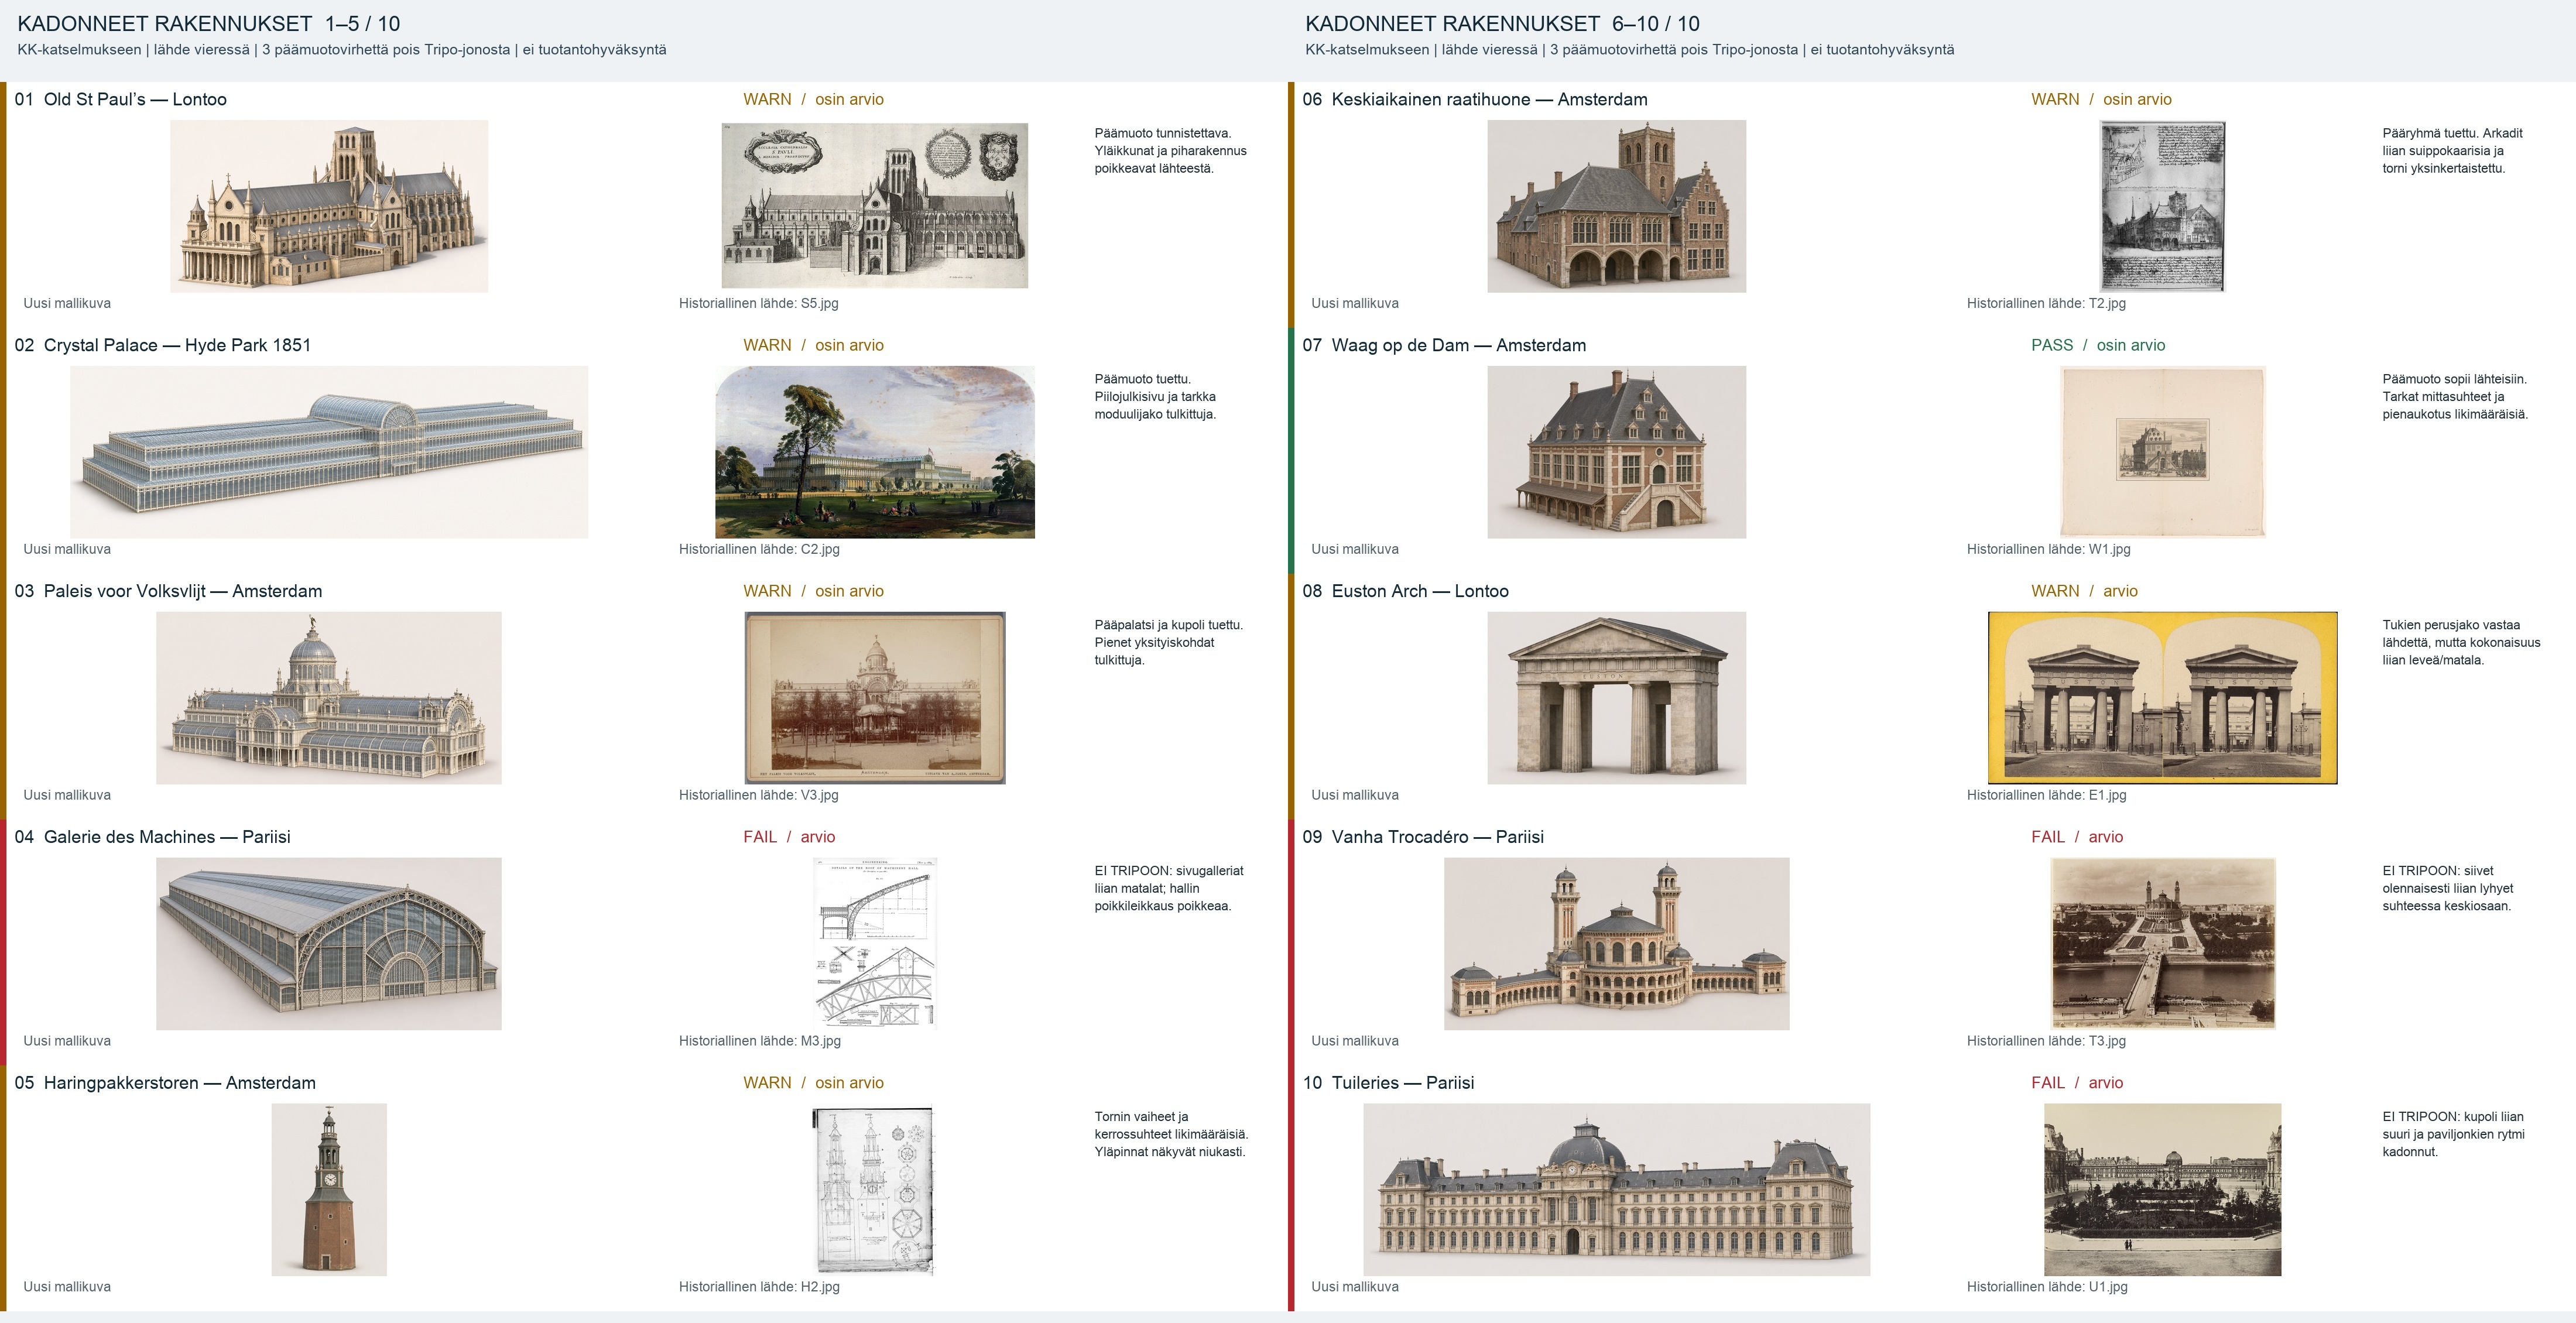 KADONNEET RAKENNUKSET 1–5 / 10
KK-katselmukseen | lähde vieressä | 3 päämuotovirhettä pois Tripo-jonosta | ei tuotantohyväksyntä
01 Old St Paul’s — Lontoo
WARN / osin arvio
Päämuoto tunnistettava.
Yläikkunat ja piharakennus
poikkeavat lähteestä.
Uusi mallikuva
Historiallinen lähde: S5.jpg
02 Crystal Palace — Hyde Park 1851
WARN / osin arvio
Päämuoto tuettu.
Piilojulkisivu ja tarkka
moduulijako tulkittuja.
Uusi mallikuva
Historiallinen lähde: C2.jpg
03 Paleis voor Volksvlijt — Amsterdam
WARN / osin arvio
Pääpalatsi ja kupoli tuettu.
Pienet yksityiskohdat
tulkittuja.
Uusi mallikuva
Historiallinen lähde: V3.jpg
04 Galerie des Machines — Pariisi
FAIL / arvio
EI TRIPOON: sivugalleriat
liian matalat; hallin
poikkileikkaus poikkeaa.
Uusi mallikuva
Historiallinen lähde: M3.jpg
05 Haringpakkerstoren — Amsterdam
WARN / osin arvio
Tornin vaiheet ja
kerrossuhteet likimääräisiä.
Yläpinnat näkyvät niukasti.
Uusi mallikuva
Historiallinen lähde: H2.jpg
KADONNEET RAKENNUKSET 6–10 / 10
KK-katselmukseen | lähde vieressä | 3 päämuotovirhettä pois Tripo-jonosta | ei tuotantohyväksyntä
06 Keskiaikainen raatihuone — Amsterdam
WARN / osin arvio
Pääryhmä tuettu. Arkadit
liian suippokaarisia ja
torni yksinkertaistettu.
Uusi mallikuva
Historiallinen lähde: T2.jpg
07 Waag op de Dam — Amsterdam
PASS / osin arvio
Päämuoto sopii lähteisiin.
Tarkat mittasuhteet ja
pienaukotus likimääräisiä.
Uusi mallikuva
Historiallinen lähde: W1.jpg
08 Euston Arch — Lontoo
WARN / arvio
EUSTON
Tukien perusjako vastaa
lähdettä, mutta kokonaisuus
liian leveä/matala.
Uusi mallikuva
Historiallinen lähde: E1.jpg
09 Vanha Trocadéro — Pariisi
FAIL / arvio
EI TRIPOON: siivet
olennaisesti liian lyhyet
suhteessa keskiosaan.
Uusi mallikuva
Historiallinen lähde: T3.jpg
10 Tuileries — Pariisi
FAIL / arvio
EI TRIPOON: kupoli liian
suuri ja paviljonkien rytmi
kadonnut.
Uusi mallikuva
Historiallinen lähde: U1.jpg